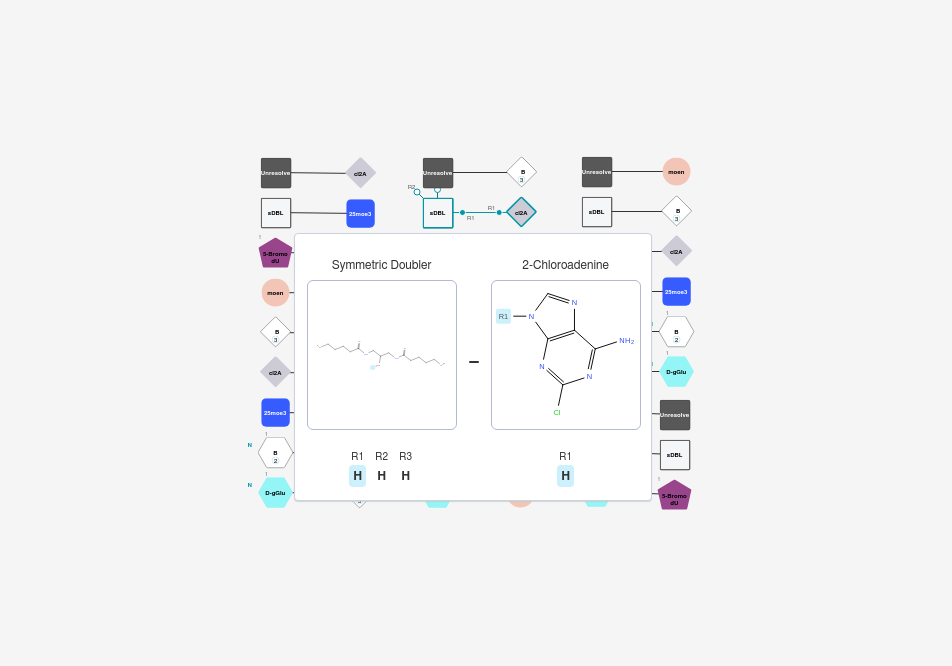 Unresolve
cl2A
Unresolve
B
3
Unresolve
moen
R2
sDBL
25moe3
sDBL
R1
R1
cl2A
sDBL
B
3
5-Bromo
dU
cl2A
moen
25moe3
B
3
B
2
cl2A
D-gGlu
25moe3
Unresolve
N
B
2
sDBL
N
D-gGlu
5-Bromo
dU
Symmetric Doubler
2-Chloroadenine
R1
N
N
NH2
N
N
Cl
R1 R2 R3
H H H
R1
H